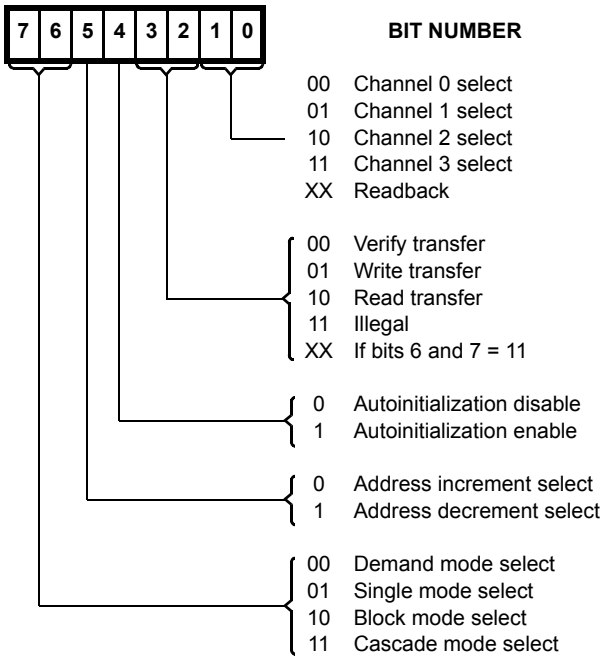 7 6 5 4 3 2 1 0 BIT NUMBER
00 Channel 0 select
01 Channel 1 select
10 Channel 2 select
11 Channel 3 select
XX Readback
00 Verify transfer
01 Write transfer
10 Read transfer
11 Illegal
XX If bits 6 and 7 = 11
0 Autoinitialization disable
1 Autoinitialization enable
0 Address increment select
1 Address decrement select
00 Demand mode select
01 Single mode select
10 Block mode select
11 Cascade mode select